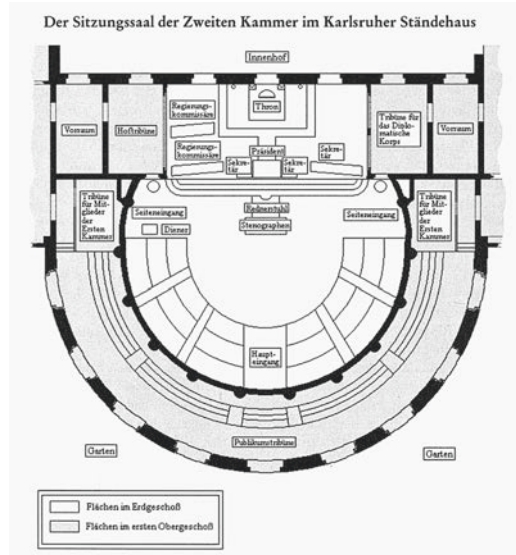 Der Sitzungssaal der Zweiten Kammer im Karlsruher Ständehaus
Innenhof
Vorraum
Hoftribüne
Regierungs-
kommissäre
Regierungs-
kommissäre
Thron
Präsident
Sekre-
tär
Sekre-
tär
Sekre-
tär
Tribüne für
das Diplo-
matische
Korps
Vorraum
Tribüne
für Mit-
glieder
der
Ersten
Kammer
Seiteneingang
Diener
Rednerstuhl
Stenographen
Seiteneingang
Tribüne
für Mit-
glieder
der
Ersten
Kammer
Haupt-
eingang
Publikumstribüne
Garten
Garten
Flächen im Erdgeschoß
Flächen im ersten Obergeschoß